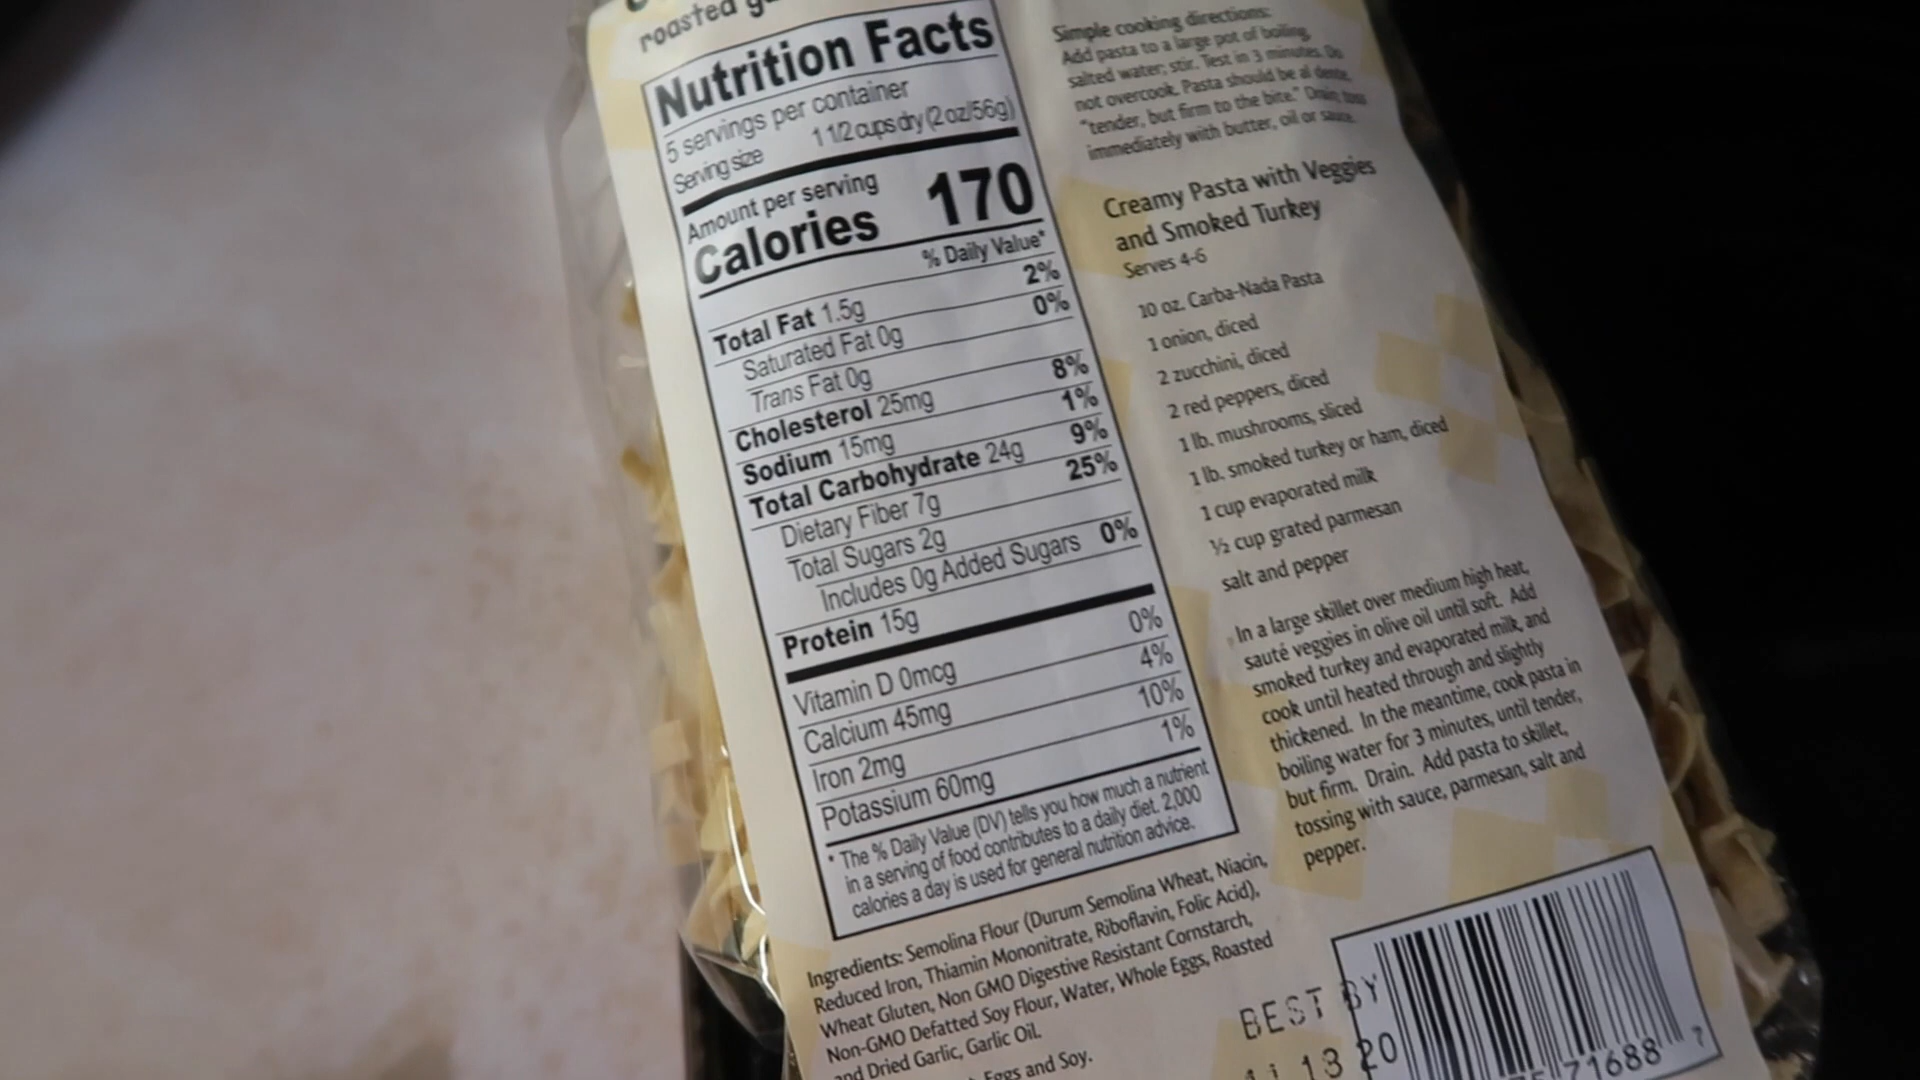 roasted
Nutrition Facts
5 servings per container
Serving size 1 1/2 cups dry (2 oz/56g)
Amount per serving
Calories 170
% Daily Value*
Total Fat 1.5g 2%
Saturated Fat 0g 0%
Trans Fat 0g
Cholesterol 25mg 8%
Sodium 15mg 1%
Total Carbohydrate 24g 9%
Dietary Fiber 7g 25%
Total Sugars 2g
Includes 0g Added Sugars 0%
Protein 15g
Vitamin D 0mcg 0%
Calcium 45mg 4%
Iron 2mg 10%
Potassium 60mg 1%
* The % Daily Value (DV) tells you how much a nutrient
in a serving of food contributes to a daily diet. 2,000
calories a day is used for general nutrition advice.
Ingredients: Semolina Flour (Durum Semolina Wheat, Niacin,
Reduced Iron, Thiamin Mononitrate, Riboflavin, Folic Acid),
Wheat Gluten, Non GMO Digestive Resistant Cornstarch,
Non-GMO Defatted Soy Flour, Water, Whole Eggs, Roasted
and Dried Garlic, Garlic Oil.
Eggs and Soy.
Simple cooking directions:
Add pasta to a large pot of boiling,
salted water; stir. Test in 3 minutes. Do
not overcook. Pasta should be al dente,
"tender, but firm to the bite." Drain, toss
immediately with butter, oil or sauce.
Creamy Pasta with Veggies
and Smoked Turkey
Serves 4-6
10 oz. Carba-Nada Pasta
1 onion, diced
2 zucchini, diced
2 red peppers, diced
1 lb. mushrooms, sliced
1 lb. smoked turkey or ham, diced
1 cup evaporated milk
½ cup grated parmesan
salt and pepper
In a large skillet over medium high heat,
sauté veggies in olive oil until soft. Add
smoked turkey and evaporated milk, and
cook until heated through and slightly
thickened. In the meantime, cook pasta in
boiling water for 3 minutes, until tender,
but firm. Drain. Add pasta to skillet,
tossing with sauce, parmesan, salt and
pepper.
BEST BY
13 20
71688 7